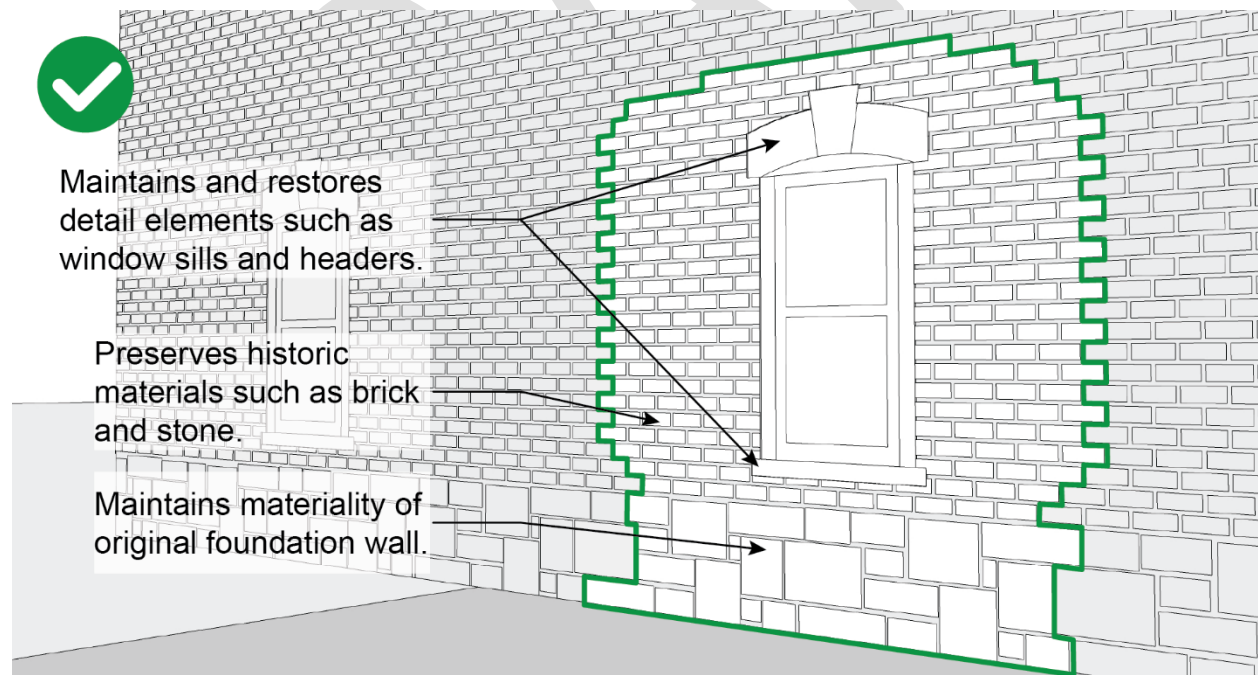 Maintains and restores
detail elements such as
window sills and headers.
Preserves historic
materials such as brick
and stone.
Maintains materiality of
original foundation wall.